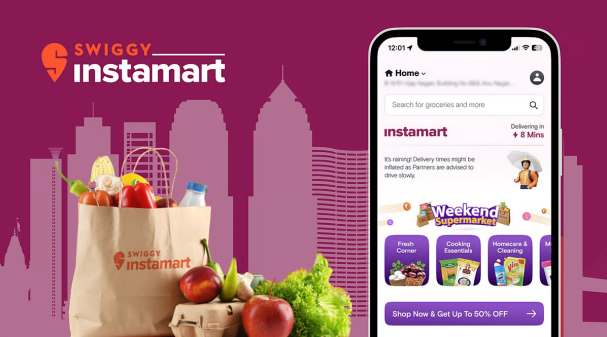 SWIGGY
instamart
12:01
Home
Search for groceries and more
instamart
Delivering in
8 Mins
It's raining! Delivery times might be
inflated as Partners are advised to
drive slowly.
Weekend
Supermarket
Fresh
Corner
Cooking
Essentials
Homecare &
Cleaning
Shop Now & Get Up To 50% OFF
SWIGGY
instamart